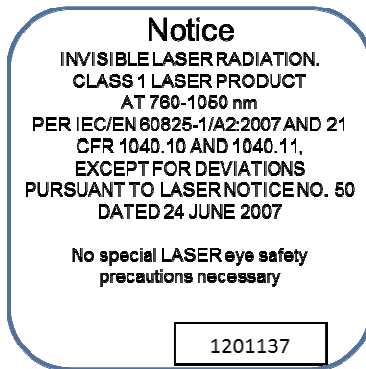 Notice
INVISIBLE LASER RADIATION.
CLASS 1 LASER PRODUCT
AT 760-1050 nm
PER IEC/EN 60825-1/A2:2007 AND 21
CFR 1040.10 AND 1040.11,
EXCEPT FOR DEVIATIONS
PURSUANT TO LASER NOTICE NO. 50
DATED 24 JUNE 2007
No special LASER eye safety
precautions necessary
1201137